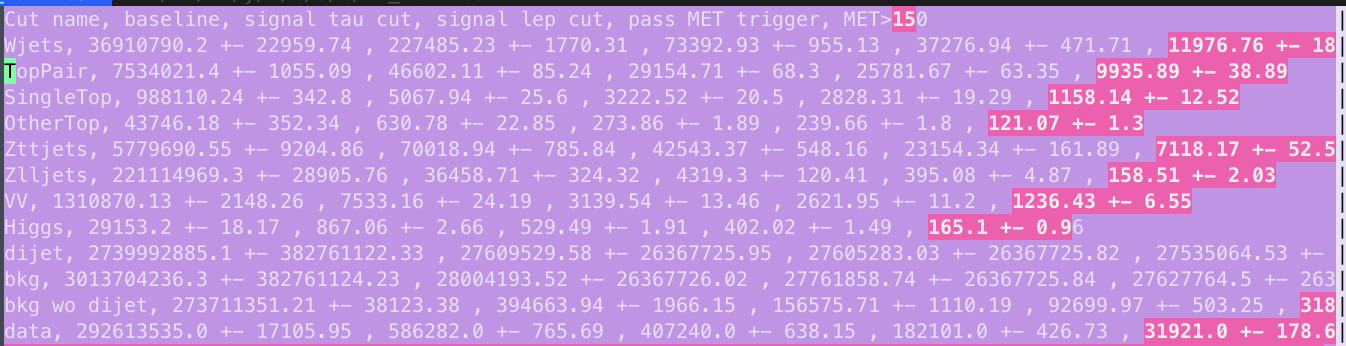 Cut name, baseline, signal tau cut, signal lep cut, pass MET trigger, MET>150
Wjets, 36910790.2 +- 22959.74 , 227485.23 +- 1770.31 , 73392.93 +- 955.13 , 37276.94 +- 471.71 , 11976.76 +- 18
TopPair, 7534021.4 +- 1055.09 , 46602.11 +- 85.24 , 29154.71 +- 68.3 , 25781.67 +- 63.35 , 9935.89 +- 38.89
SingleTop, 988110.24 +- 342.8 , 5067.94 +- 25.6 , 3222.52 +- 20.5 , 2828.31 +- 19.29 , 1158.14 +- 12.52
OtherTop, 43746.18 +- 352.34 , 630.78 +- 22.85 , 273.86 +- 1.89 , 239.66 +- 1.8 , 121.07 +- 1.3
Zttjets, 5779690.55 +- 9204.86 , 70018.94 +- 785.84 , 42543.37 +- 548.16 , 23154.34 +- 161.89 , 7118.17 +- 52.5
Zlljets, 221114969.3 +- 28905.76 , 36458.71 +- 324.32 , 4319.3 +- 120.41 , 395.08 +- 4.87 , 158.51 +- 2.03
VV, 1310870.13 +- 2148.26 , 7533.16 +- 24.19 , 3139.54 +- 13.46 , 2621.95 +- 11.2 , 1236.43 +- 6.55
Higgs, 29153.2 +- 18.17 , 867.06 +- 2.66 , 529.49 +- 1.91 , 402.02 +- 1.49 , 165.1 +- 0.96
dijet, 2739992885.1 +- 382761122.33 , 27609529.58 +- 26367725.95 , 27605283.03 +- 26367725.82 , 27535064.53 +-
bkg, 3013704236.3 +- 382761124.23 , 28004193.52 +- 26367726.02 , 27761858.74 +- 26367725.84 , 27627764.5 +- 263
bkg wo dijet, 273711351.21 +- 38123.38 , 394663.94 +- 1966.15 , 156575.71 +- 1110.19 , 92699.97 +- 503.25 , 318
data, 292613535.0 +- 17105.95 , 586282.0 +- 765.69 , 407240.0 +- 638.15 , 182101.0 +- 426.73 , 31921.0 +- 178.6